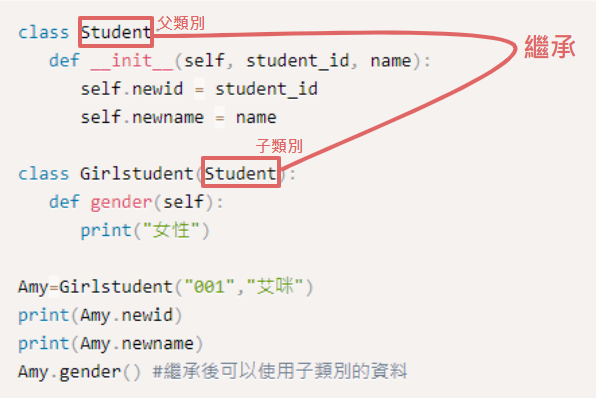 class Student 父類別
def __init__(self, student_id, name): 繼承
self.newid = student_id
self.newname = name
子類別
class Girlstudent(Student):
def gender(self):
print("女性")
Amy=Girlstudent("001","艾咪")
print(Amy.newid)
print(Amy.newname)
Amy.gender() #繼承後可以使用子類別的資料